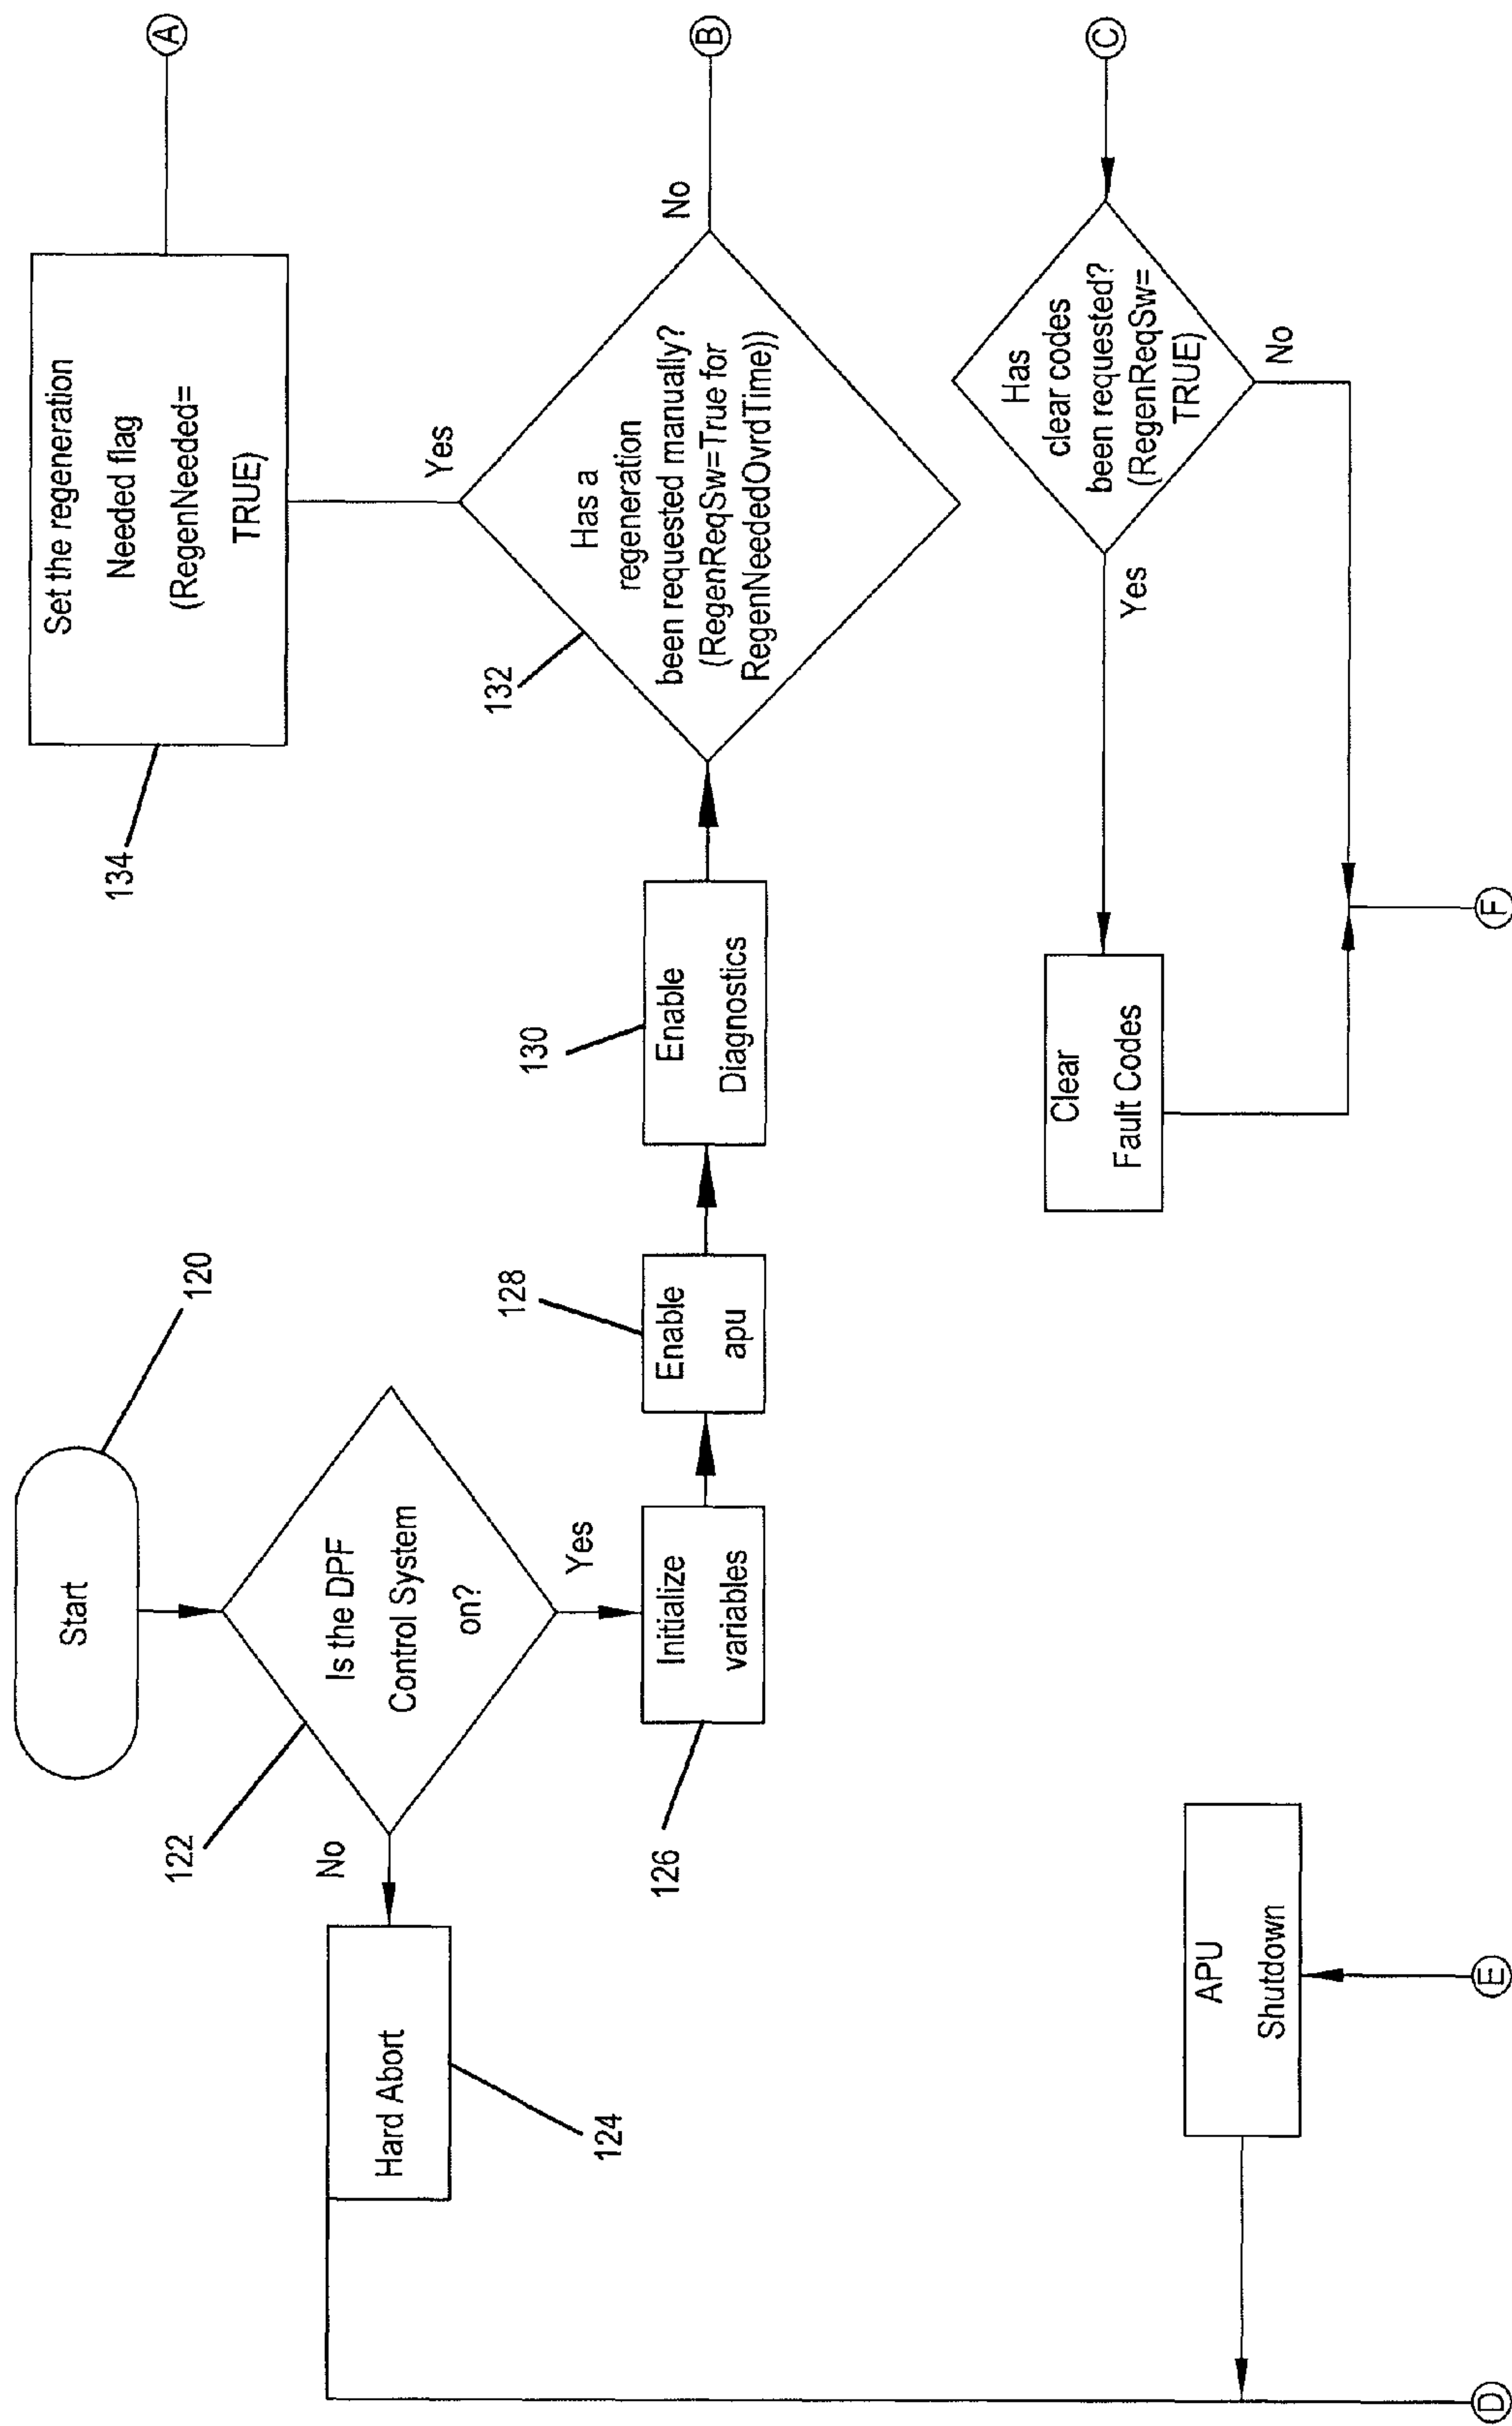 Start
120
Is the DPF
Control System
on?
122
No
Yes
Hard Abort
124
Initialize
variables
126
Enable
apu
128
Enable
Diagnostics
130
Has a
regeneration
been requested manually?
(RegenReqSw=True for
RegenNeededOvrdTime))
132
Yes
No
Set the regeneration
Needed flag
(RegenNeeded=
TRUE)
134
A
B
C
Has
clear codes
been requested?
(RegenReqSw=
TRUE)
Yes
No
Clear
Fault Codes
F
APU
Shutdown
E
D